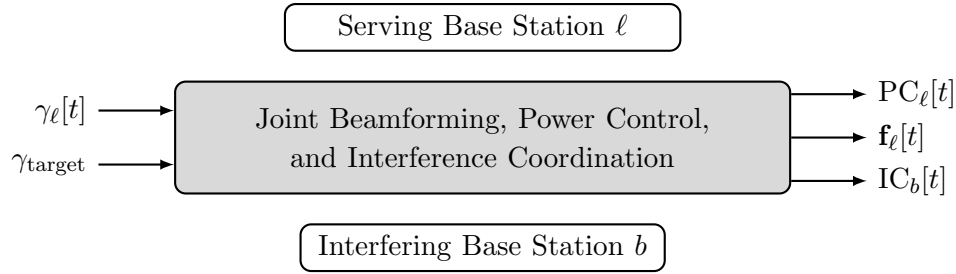 Serving Base Station ℓ
γℓ[t]
γtarget
Joint Beamforming, Power Control,
and Interference Coordination
PCℓ[t]
fℓ[t]
ICb[t]
Interfering Base Station b